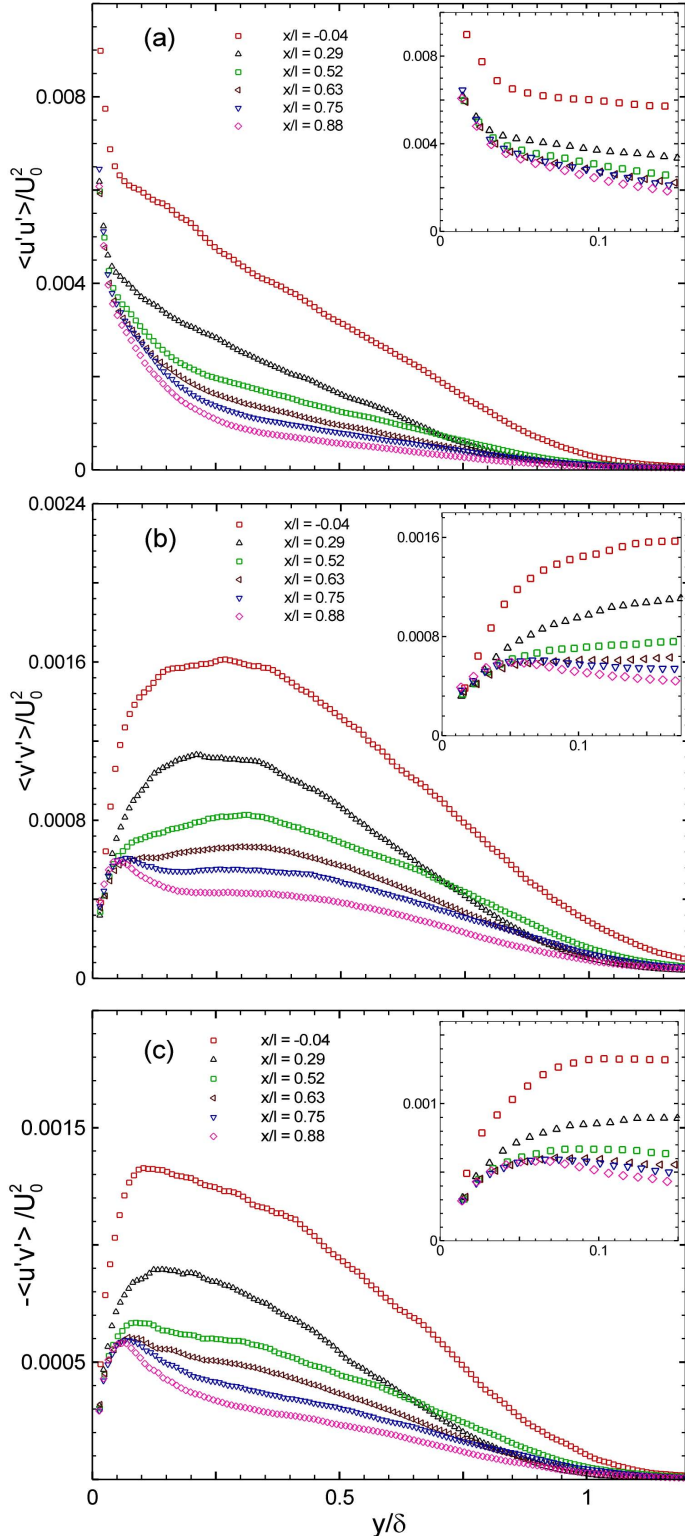 (a)
x/l = -0.04
x/l = 0.29
x/l = 0.52
x/l = 0.63
x/l = 0.75
x/l = 0.88
0.008
0.004
0
<u'u'>/U₀²
0.008
0.004
0
0
0.1
(b)
x/l = -0.04
x/l = 0.29
x/l = 0.52
x/l = 0.63
x/l = 0.75
x/l = 0.88
0.0024
0.0016
0.0008
0
<v'v'>/U₀²
0.0016
0.0008
0
0
0.1
(c)
x/l = -0.04
x/l = 0.29
x/l = 0.52
x/l = 0.63
x/l = 0.75
x/l = 0.88
0.0015
0.0005
-<u'v'> /U₀²
0.001
0
0
0.1
0
0.5
1
y/δ